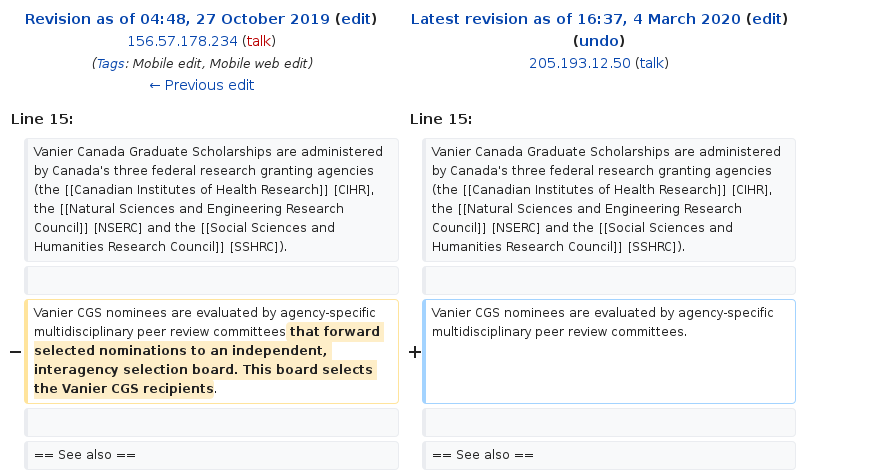 Revision as of 04:48, 27 October 2019 (edit)
156.57.178.234 (talk)
(Tags: Mobile edit, Mobile web edit)
← Previous edit
Latest revision as of 16:37, 4 March 2020 (edit)
(undo)
205.193.12.50 (talk)
Line 15:
Line 15:
Vanier Canada Graduate Scholarships are administered
by Canada's three federal research granting agencies
(the [[Canadian Institutes of Health Research]] [CIHR],
the [[Natural Sciences and Engineering Research
Council]] [NSERC] and the [[Social Sciences and
Humanities Research Council]] [SSHRC]).
Vanier Canada Graduate Scholarships are administered
by Canada's three federal research granting agencies
(the [[Canadian Institutes of Health Research]] [CIHR],
the [[Natural Sciences and Engineering Research
Council]] [NSERC] and the [[Social Sciences and
Humanities Research Council]] [SSHRC]).
−
Vanier CGS nominees are evaluated by agency-specific
multidisciplinary peer review committees that forward
selected nominations to an independent,
interagency selection board. This board selects
the Vanier CGS recipients.
+
Vanier CGS nominees are evaluated by agency-specific
multidisciplinary peer review committees.
== See also ==
== See also ==